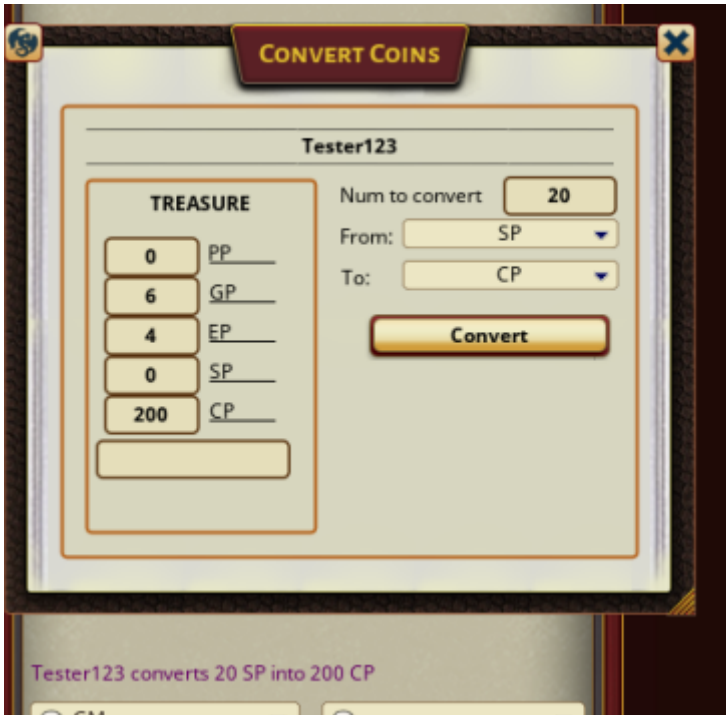 CONVERT COINS
Tester123
TREASURE
0 PP
6 GP
4 EP
0 SP
200 CP
Num to convert 20
From: SP
To: CP
Convert
Tester123 converts 20 SP into 200 CP
GM